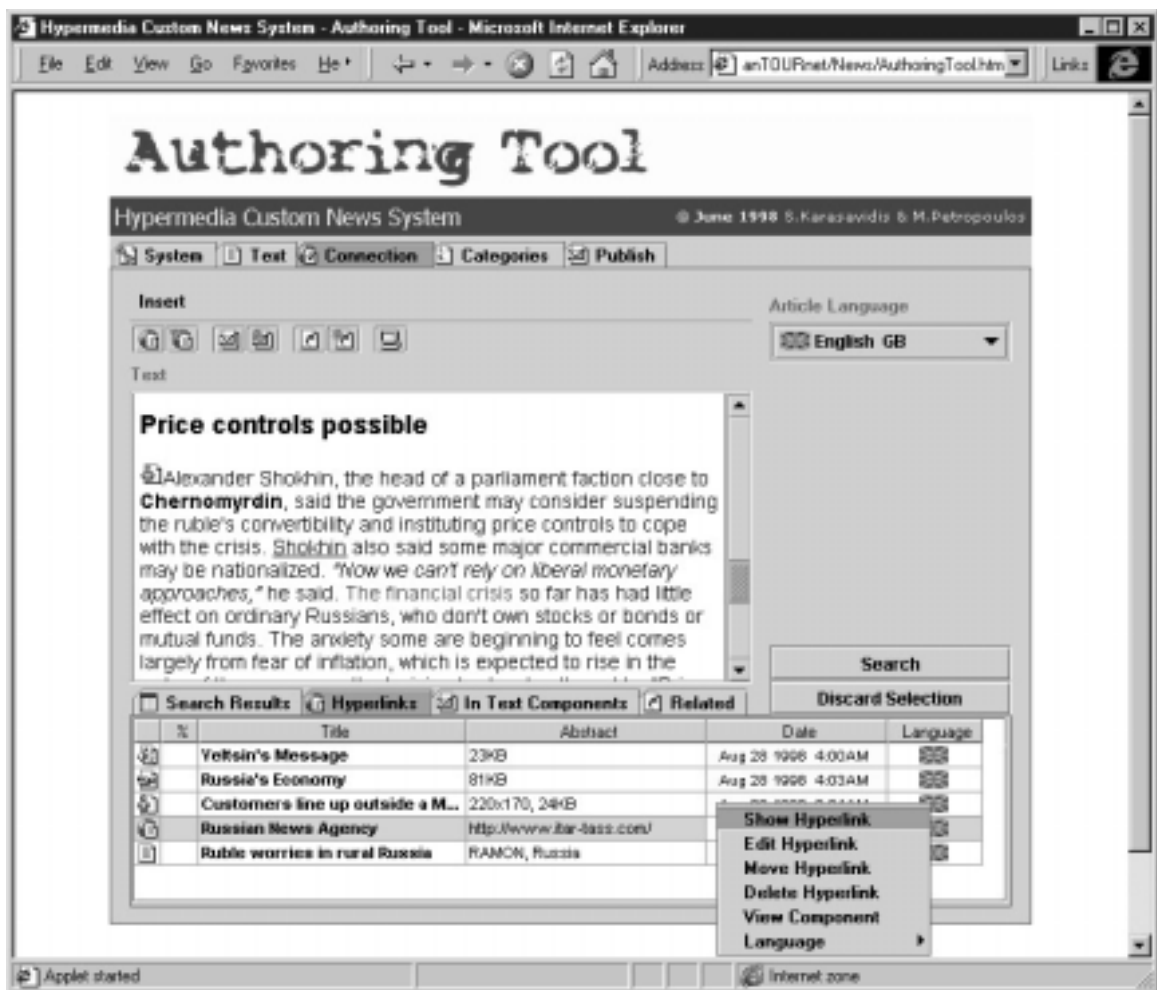 Hypermedia Custom News System - Authoring Tool - Microsoft Internet Explorer
File Edit View Go Favorites He Address anTOURnet/News/AuthoringTool.htm Links
Authoring Tool
Hypermedia Custom News System © June 1998 S.Karasavidis & M.Petropoulos
System Text Connection Categories Publish
Insert
Article Language
English GB
Text
Price controls possible
Alexander Shokhin, the head of a parliament faction close to
Chernomyrdin, said the government may consider suspending
the ruble's convertibility and instituting price controls to cope
with the crisis. Shokhin also said some major commercial banks
may be nationalized. "Now we can't rely on liberal monetary
approaches," he said. The financial crisis so far has had little
effect on ordinary Russians, who don't own stocks or bonds or
mutual funds. The anxiety some are beginning to feel comes
largely from fear of inflation, which is expected to rise in the
Search
Discard Selection
Search Results Hyperlinks In Text Components Related
% Title Abstract Date Language
Yeltsin's Message 23KB Aug 28 1998 4:00AM
Russia's Economy 81KB Aug 28 1998 4:03AM
Customers line up outside a M... 220x170, 24KB
Russian News Agency http://www.itar-tass.com/
Ruble worries in rural Russia RAMON, Russia
Show Hyperlink
Edit Hyperlink
Move Hyperlink
Delete Hyperlink
View Component
Language
Applet started Internet zone